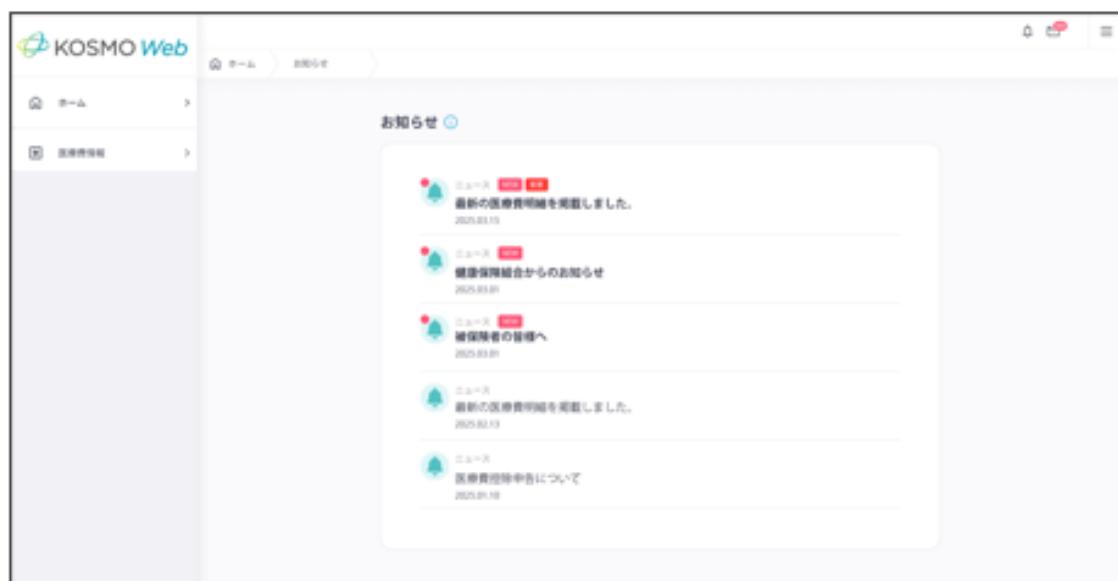 KOSMO Web
ホーム
お知らせ
ホーム
医療費情報
お知らせ
ニュース NEW
最新の医療費明細を掲載しました。
2025.03.15
ニュース NEW
健康保険組合からのお知らせ
2025.03.01
ニュース NEW
被保険者の皆様へ
2025.03.01
ニュース
最新の医療費明細を掲載しました。
2025.02.13
ニュース
医療費控除申告について
2025.01.10